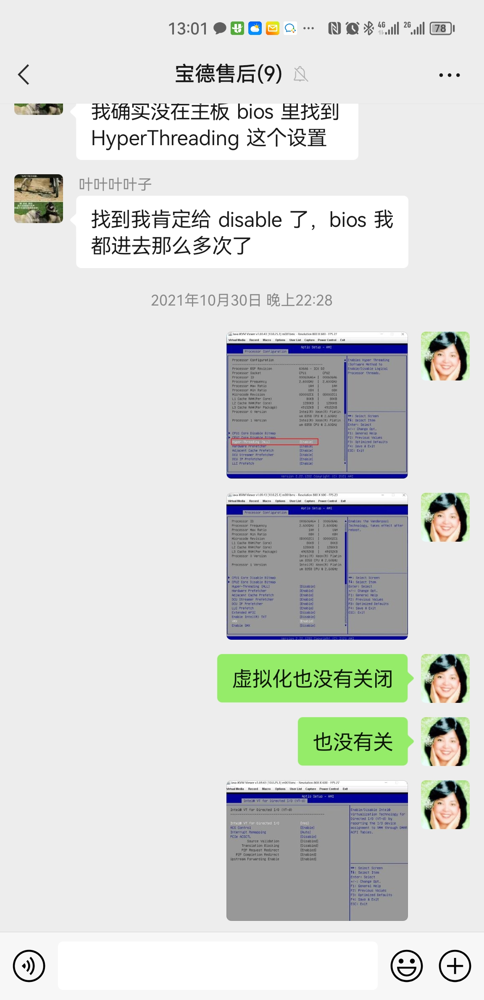 13:01
4G
2G
78
宝德售后(9)
我确实没在主板 bios 里找到
HyperThreading 这个设置
叶叶叶叶子
找到我肯定给 disable 了，bios 我
都进去那么多次了
2021年10月30日 晚上22:28
Java iKVM Viewer v1.69.43 [10.0.25.1] m001bmc - Resolution 800 X 600 - FPS 27
Virtual Media Record Macro Options User List Capture Power Control Exit
Aptio Setup - AMI
Processor Configuration
Processor Configuration
Processor BSP Revision 606A6 - ICX D2
Processor Socket CPU1 CPU2
Processor ID 000606A6* | 000606A6
Processor Frequency 2.600GHz | 2.600GHz
Processor Max Ratio 1AH | 1AH
Processor Min Ratio 08H | 08H
Microcode Revision 0D0002C1 | 0D0002C1
L1 Cache RAM(Per Core) 80KB | 80KB
L2 Cache RAM(Per Core) 1280KB | 1280KB
L3 Cache RAM(Per Package) 49152KB | 49152KB
Processor 0 Version Intel(R) Xeon(R) Platin
um 8358 CPU @ 2.60GHz
Processor 1 Version Intel(R) Xeon(R) Platin
um 8358 CPU @ 2.60GHz
CPU1 Core Disable Bitmap
CPU2 Core Disable Bitmap
Hyper-Threading [ALL] [Enable]
Hardware Prefetcher [Enable]
Adjacent Cache Prefetch [Enable]
DCU Streamer Prefetcher [Enable]
DCU IP Prefetcher [Enable]
LLC Prefetch [Enable]
Enables Hyper Threading
(Software Method to
Enable/Disable Logical
Processor threads.
↔: Select Screen
↑↓: Select Item
Enter: Select
+/-: Change Opt.
F1: General Help
F2: Previous Values
F3: Optimized Defaults
F4: Save & Exit
ESC: Exit
Version 2.22.1282 Copyright (C) 2021 AMI
Java iKVM Viewer v1.69.43 [10.0.25.1] m001bmc - Resolution 800 X 600 - FPS 23
Virtual Media Record Macro Options User List Capture Power Control Exit
Aptio Setup - AMI
Processor Configuration
Processor ID 000606A6* | 000606A6
Processor Frequency 2.600GHz | 2.600GHz
Processor Max Ratio 1AH | 1AH
Processor Min Ratio 08H | 08H
Microcode Revision 0D0002C1 | 0D0002C1
L1 Cache RAM(Per Core) 80KB | 80KB
L2 Cache RAM(Per Core) 1280KB | 1280KB
L3 Cache RAM(Per Package) 49152KB | 49152KB
Processor 0 Version Intel(R) Xeon(R) Platin
um 8358 CPU @ 2.60GHz
Processor 1 Version Intel(R) Xeon(R) Platin
um 8358 CPU @ 2.60GHz
CPU1 Core Disable Bitmap
CPU2 Core Disable Bitmap
Hyper-Threading [ALL] [Disable]
Hardware Prefetcher [Enable]
Adjacent Cache Prefetch [Enable]
DCU Streamer Prefetcher [Enable]
DCU IP Prefetcher [Enable]
LLC Prefetch [Enable]
Extended APIC [Disable]
Enable Intel(R) TXT [Disable]
VMX [Enable]
Enable SMX [Disable]
Enables the Vanderpool
Technology, takes effect after
reboot.
↔: Select Screen
↑↓: Select Item
Enter: Select
+/-: Change Opt.
F1: General Help
F2: Previous Values
F3: Optimized Defaults
F4: Save & Exit
ESC: Exit
Version 2.22.1282 Copyright (C) 2021 AMI
虚拟化也没有关闭
也没有关
Java iKVM Viewer v1.69.43 [10.0.25.1] m001bmc - Resolution 800 X 600 - FPS 27
Virtual Media Record Macro Options User List Capture Power Control Exit
Aptio Setup - AMI
Intel® VT for Directed I/O (VT-d)
Intel® VT for Directed I/O (VT-d)
Intel® VT for Directed I/O [Yes]
ACS Control [Enable]
Interrupt Remapping [Auto]
PCIe ACSCTL [Disable]
Source Validation [Disabled]
Translation Blocking [Disabled]
P2P Request Redirect [Enabled]
P2P Completion Redirect [Enabled]
Upstream Forwarding Enable [Enabled]
Enable/Disable Intel®
Virtualization Technology for
Directed I/O (VT-d) by
reporting the I/O device
assignment to VMM through DMAR
ACPI Tables.
↔: Select Screen
↑↓: Select Item
Enter: Select
+/-: Change Opt.
F1: General Help
F2: Previous Values
F3: Optimized Defaults
F4: Save & Exit
ESC: Exit